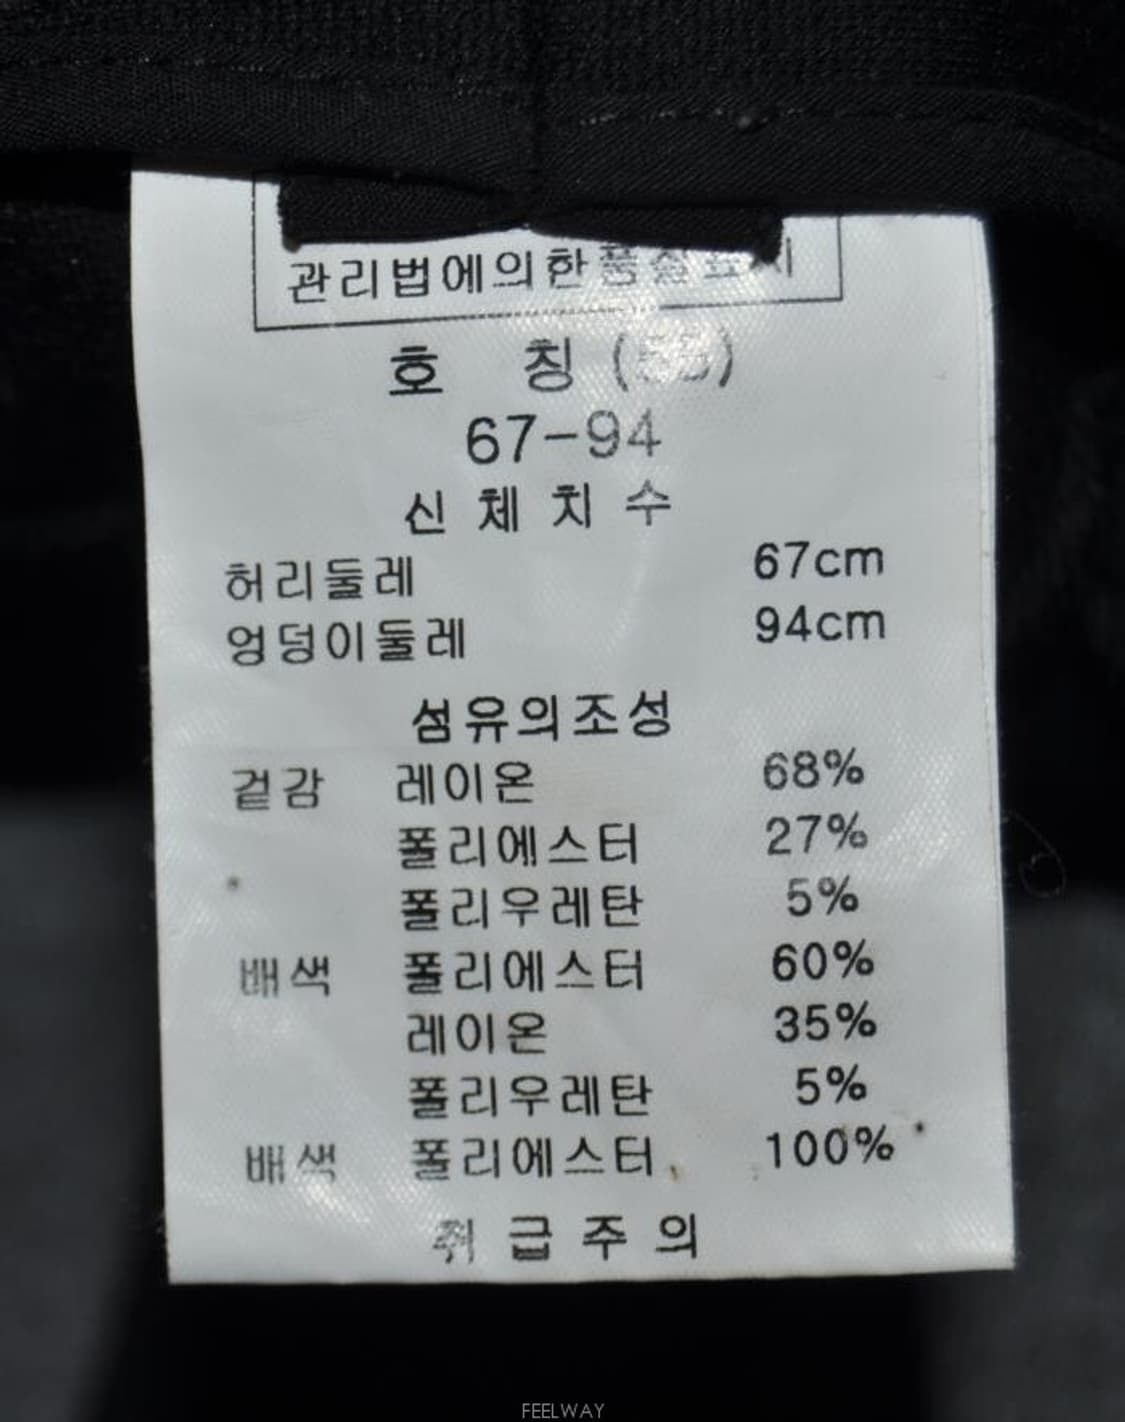 관리법에의한품질표시
호 칭 (55)
67-94
신 체 치 수
허리둘레 67cm
엉덩이둘레 94cm
섬유의조성
겉감 레이온 68%
폴리에스터 27%
폴리우레탄 5%
배색 폴리에스터 60%
레이온 35%
폴리우레탄 5%
배색 폴리에스터 100%
취 급 주 의
FEELWAY